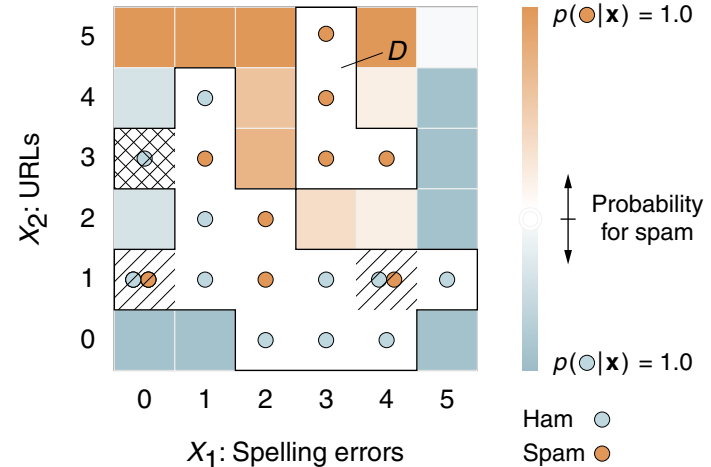 5
4
3
2
1
0
X₂: URLs
0 1 2 3 4 5
X₁: Spelling errors
D
p(|x) = 1.0
Probability
for spam
p(|x) = 1.0
Ham
Spam